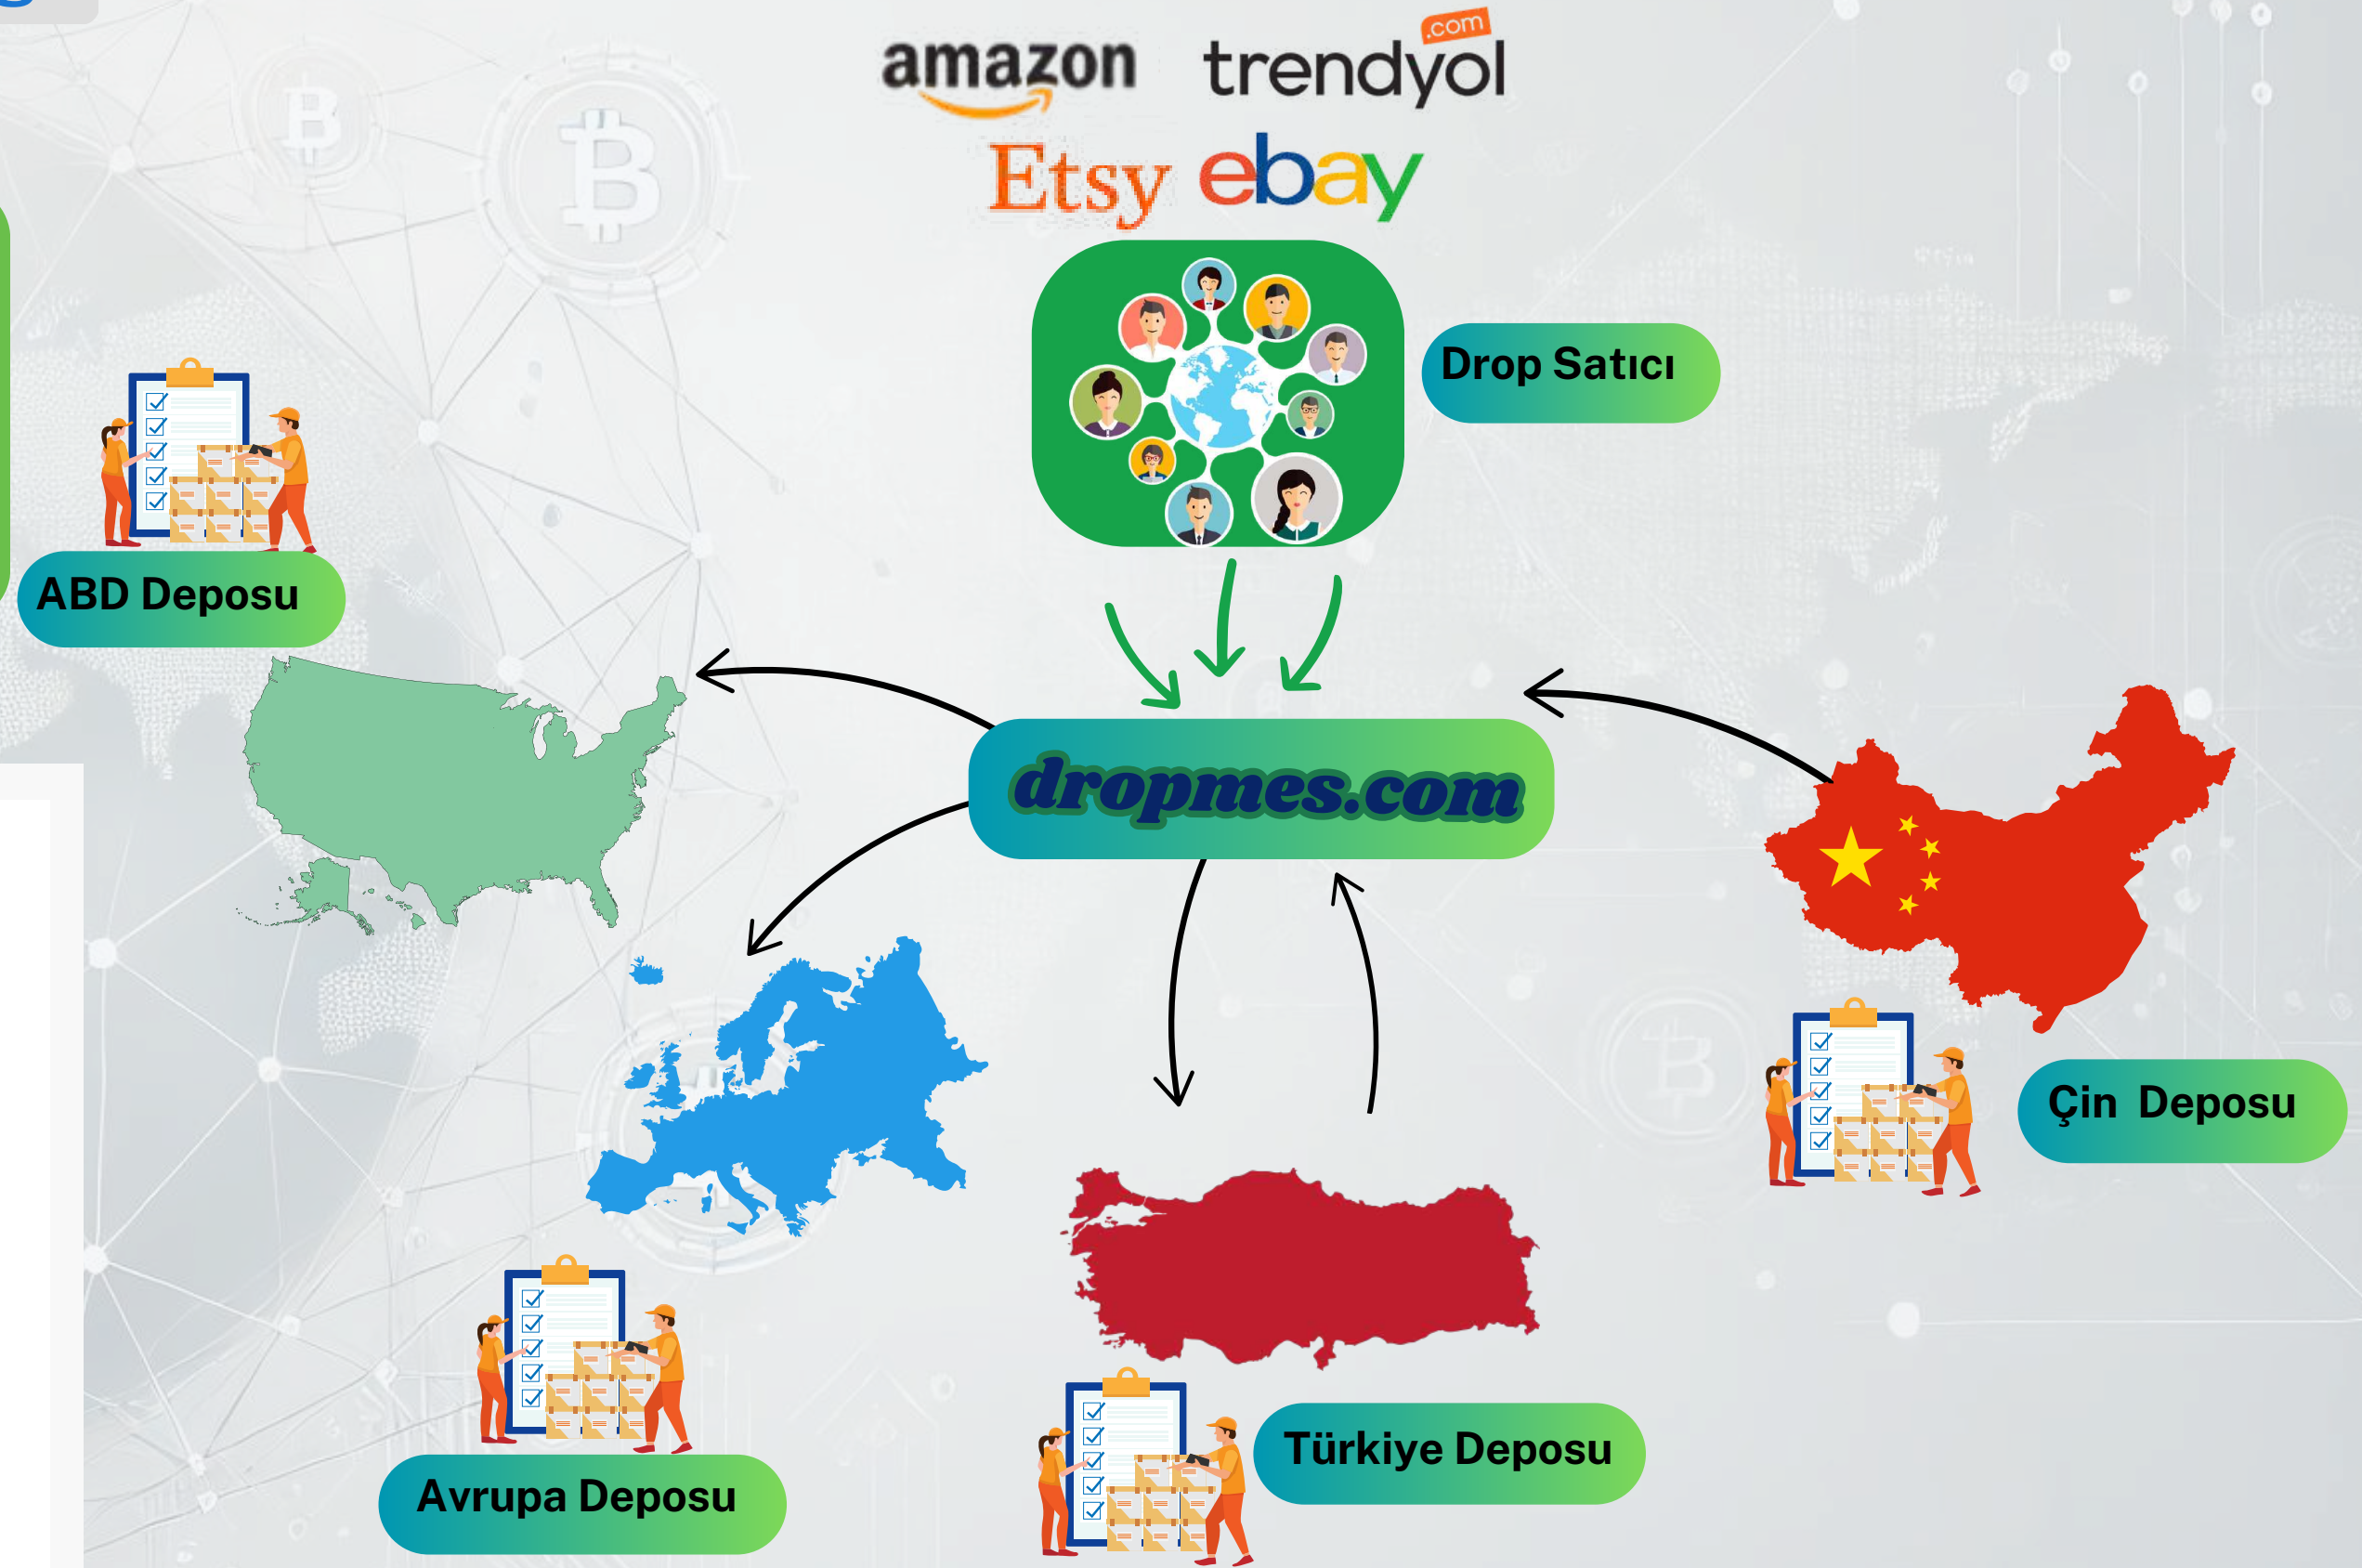 amazon
trendyol
.com
Etsy
ebay
Drop Satıcı
ABD Deposu
dropmes.com
Çin Deposu
Avrupa Deposu
Türkiye Deposu